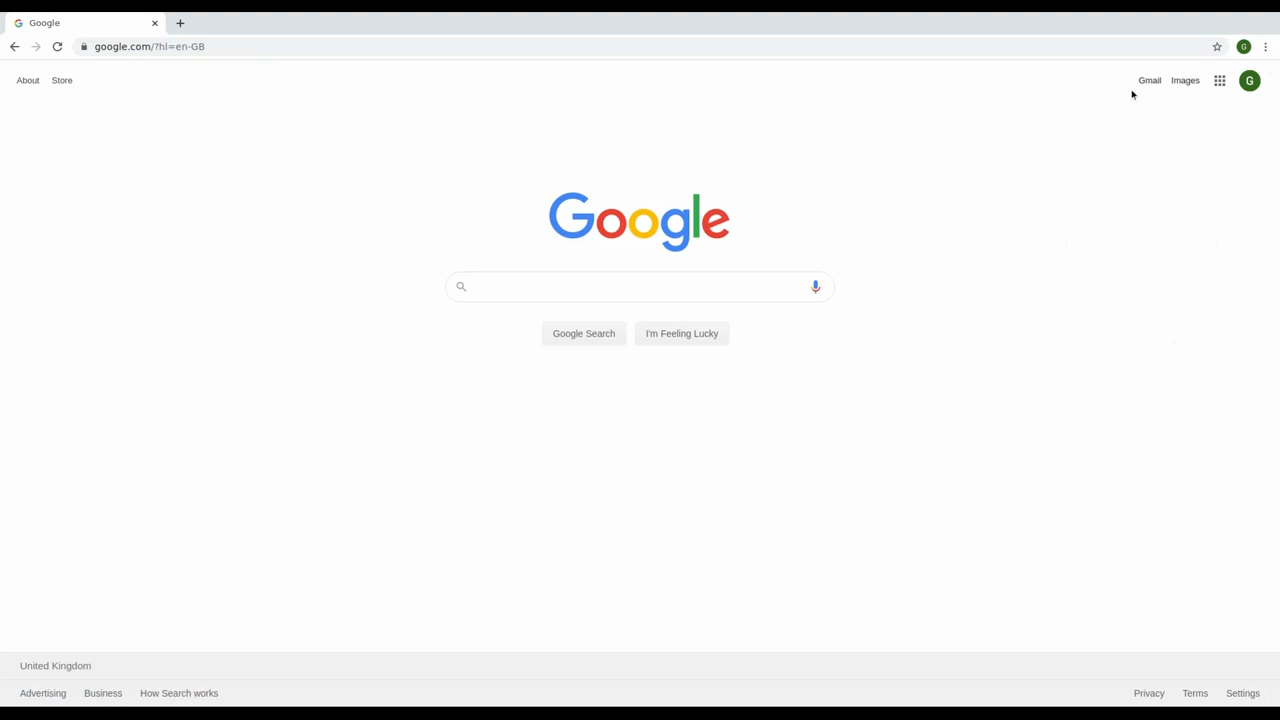 Google
google.com/?hl=en-GB
G
About Store
Gmail Images
G
Google
Google Search I'm Feeling Lucky
United Kingdom
Advertising Business How Search works
Privacy Terms Settings